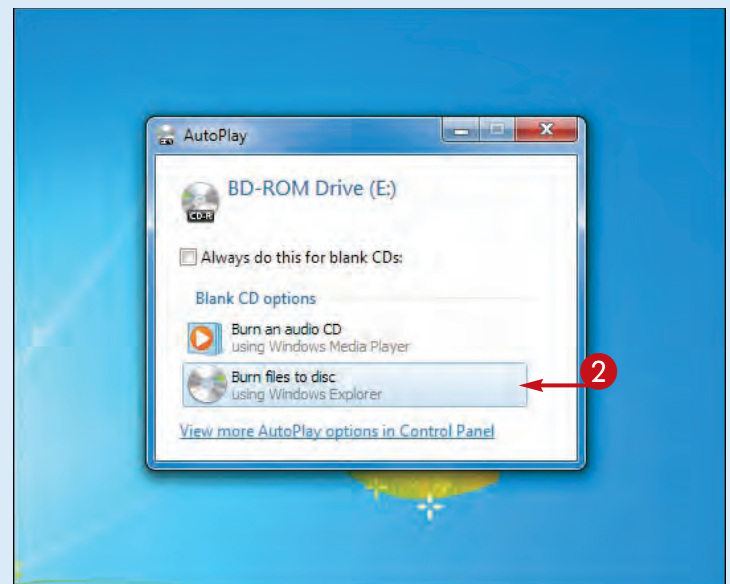 AutoPlay
BD-ROM Drive (E:)
CD-R
Always do this for blank CDs:
Blank CD options
Burn an audio CD
using Windows Media Player
Burn files to disc
using Windows Explorer
2
View more AutoPlay options in Control Panel